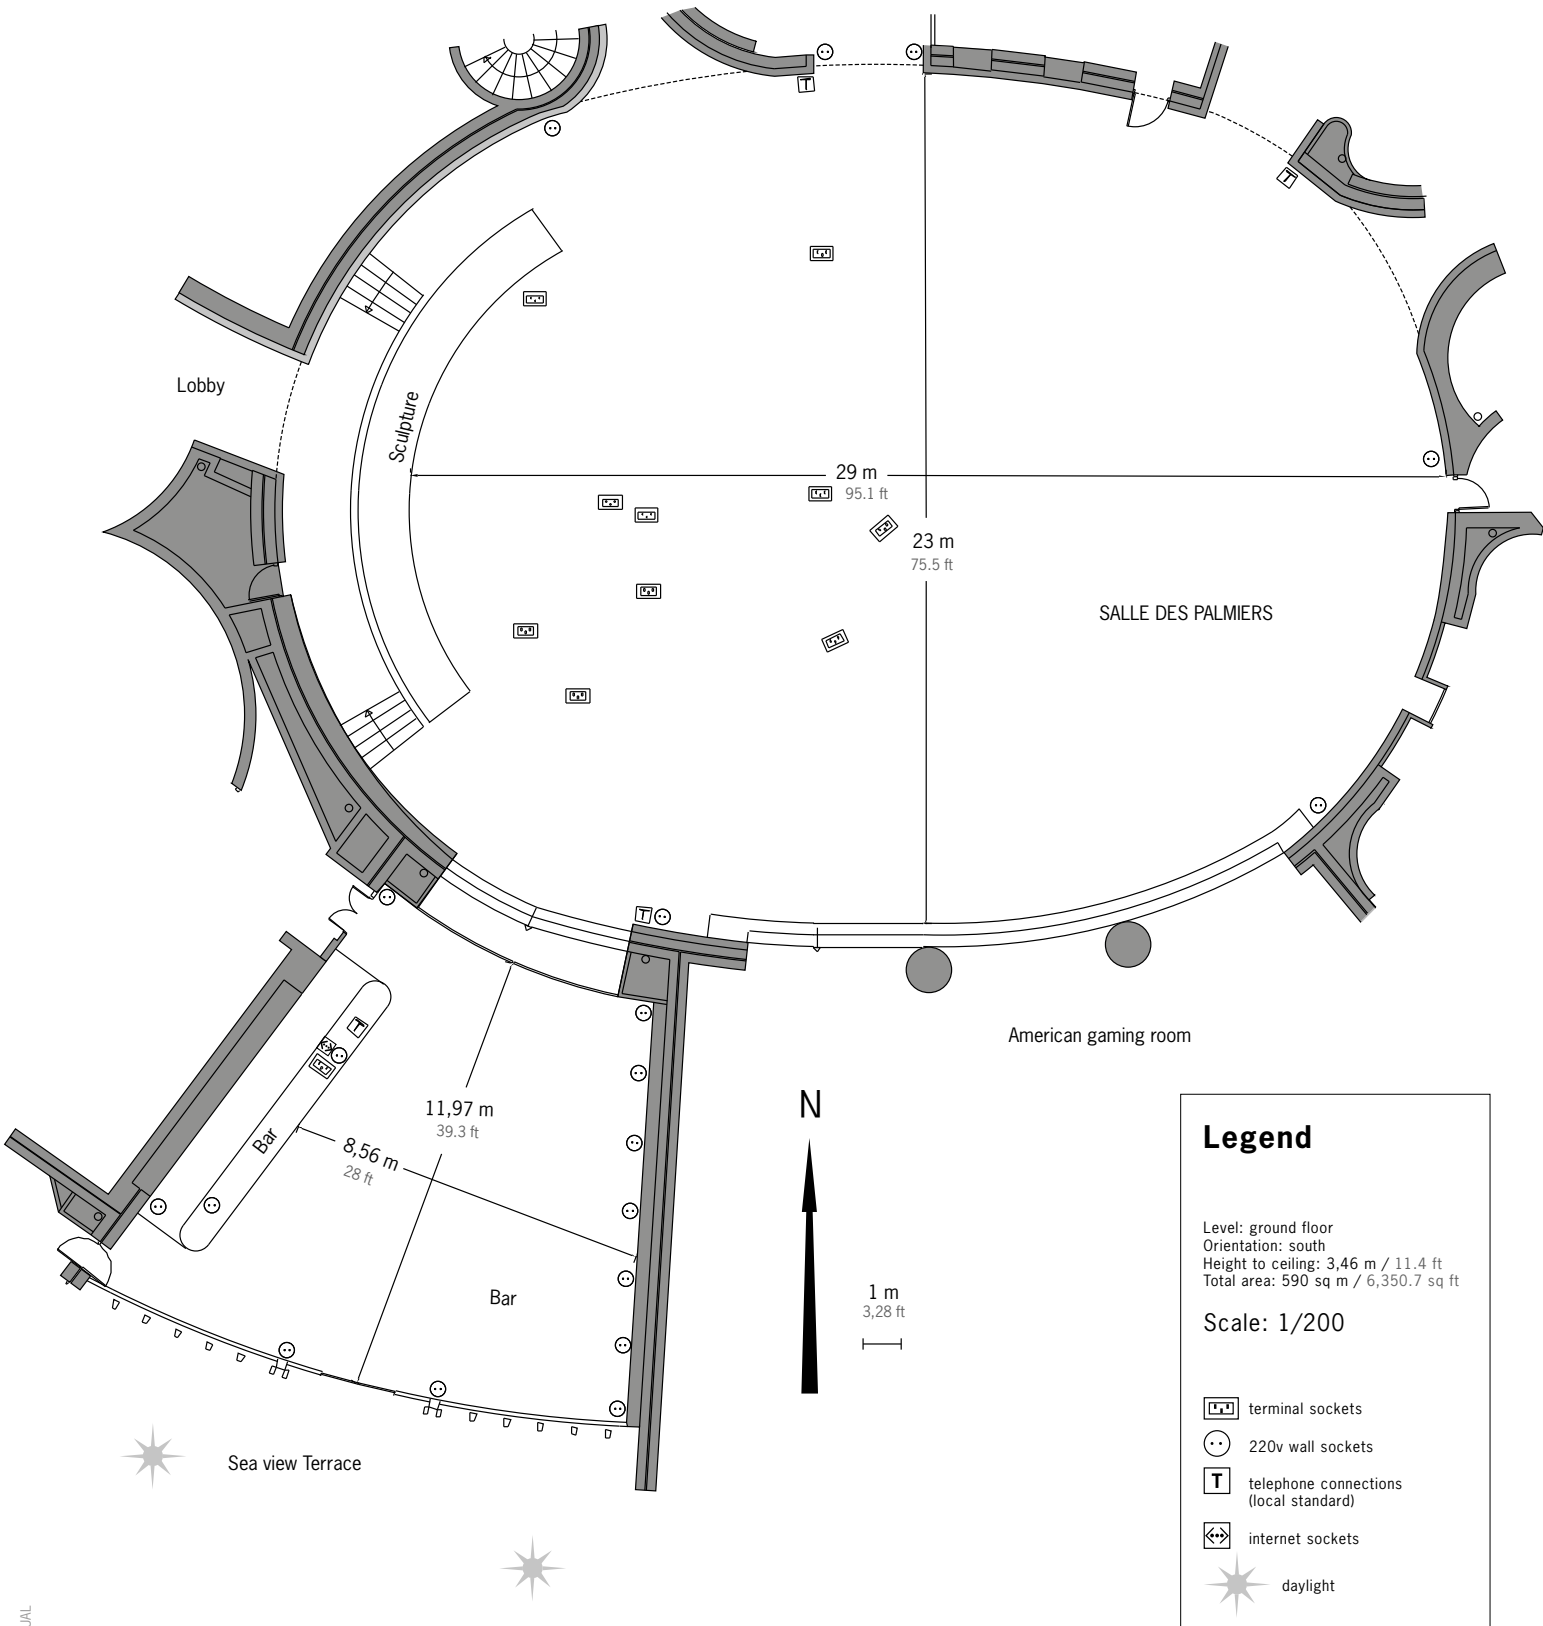 T
T
Lobby
Sculpture
29 m
95.1 ft
23 m
75.5 ft
SALLE DES PALMIERS
T
American gaming room
T
Bar
11,97 m
39.3 ft
8,56 m
28 ft
Bar
N
1 m
3,28 ft
Sea view Terrace
Legend
Level: ground floor
Orientation: south
Height to ceiling: 3,46 m / 11.4 ft
Total area: 590 sq m / 6,350.7 sq ft
Scale: 1/200
terminal sockets
220v wall sockets
T
telephone connections
(local standard)
internet sockets
daylight
JAL